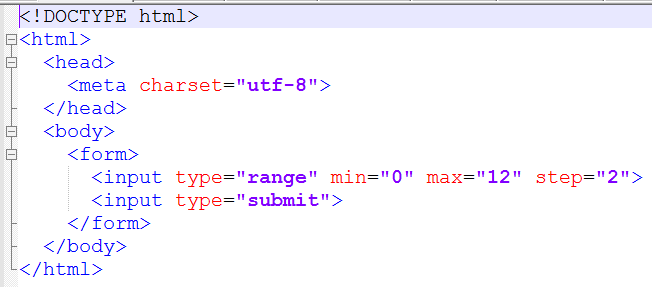 <!DOCTYPE html>
<html>
<head>
<meta charset="utf-8">
</head>
<body>
<form>
<input type="range" min="0" max="12" step="2">
<input type="submit">
</form>
</body>
</html>